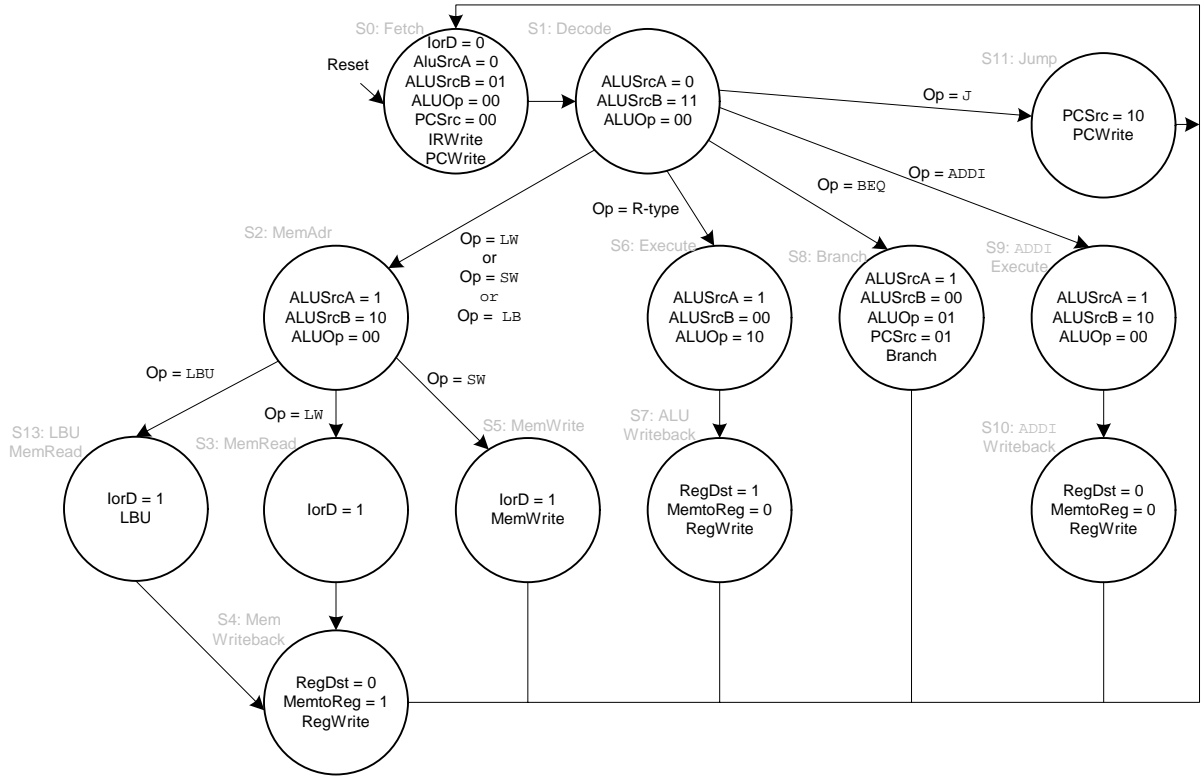 S0: Fetch
IorD = 0
AluSrcA = 0
ALUSrcB = 01
ALUOp = 00
PCSrc = 00
IRWrite
PCWrite
Reset
S1: Decode
ALUSrcA = 0
ALUSrcB = 11
ALUOp = 00
S11: Jump
PCSrc = 10
PCWrite
Op = J
Op = ADDI
Op = BEQ
Op = R-type
Op = LW
or
Op = SW
or
Op = LB
S2: MemAdr
ALUSrcA = 1
ALUSrcB = 10
ALUOp = 00
S6: Execute
ALUSrcA = 1
ALUSrcB = 00
ALUOp = 10
S8: Branch
ALUSrcA = 1
ALUSrcB = 00
ALUOp = 01
PCSrc = 01
Branch
S9: ADDI
Execute
ALUSrcA = 1
ALUSrcB = 10
ALUOp = 00
Op = LBU
Op = LW
Op = SW
S13: LBU
MemRead
IorD = 1
LBU
S3: MemRead
IorD = 1
S5: MemWrite
IorD = 1
MemWrite
S7: ALU
Writeback
RegDst = 1
MemtoReg = 0
RegWrite
S10: ADDI
Writeback
RegDst = 0
MemtoReg = 0
RegWrite
S4: Mem
Writeback
RegDst = 0
MemtoReg = 1
RegWrite